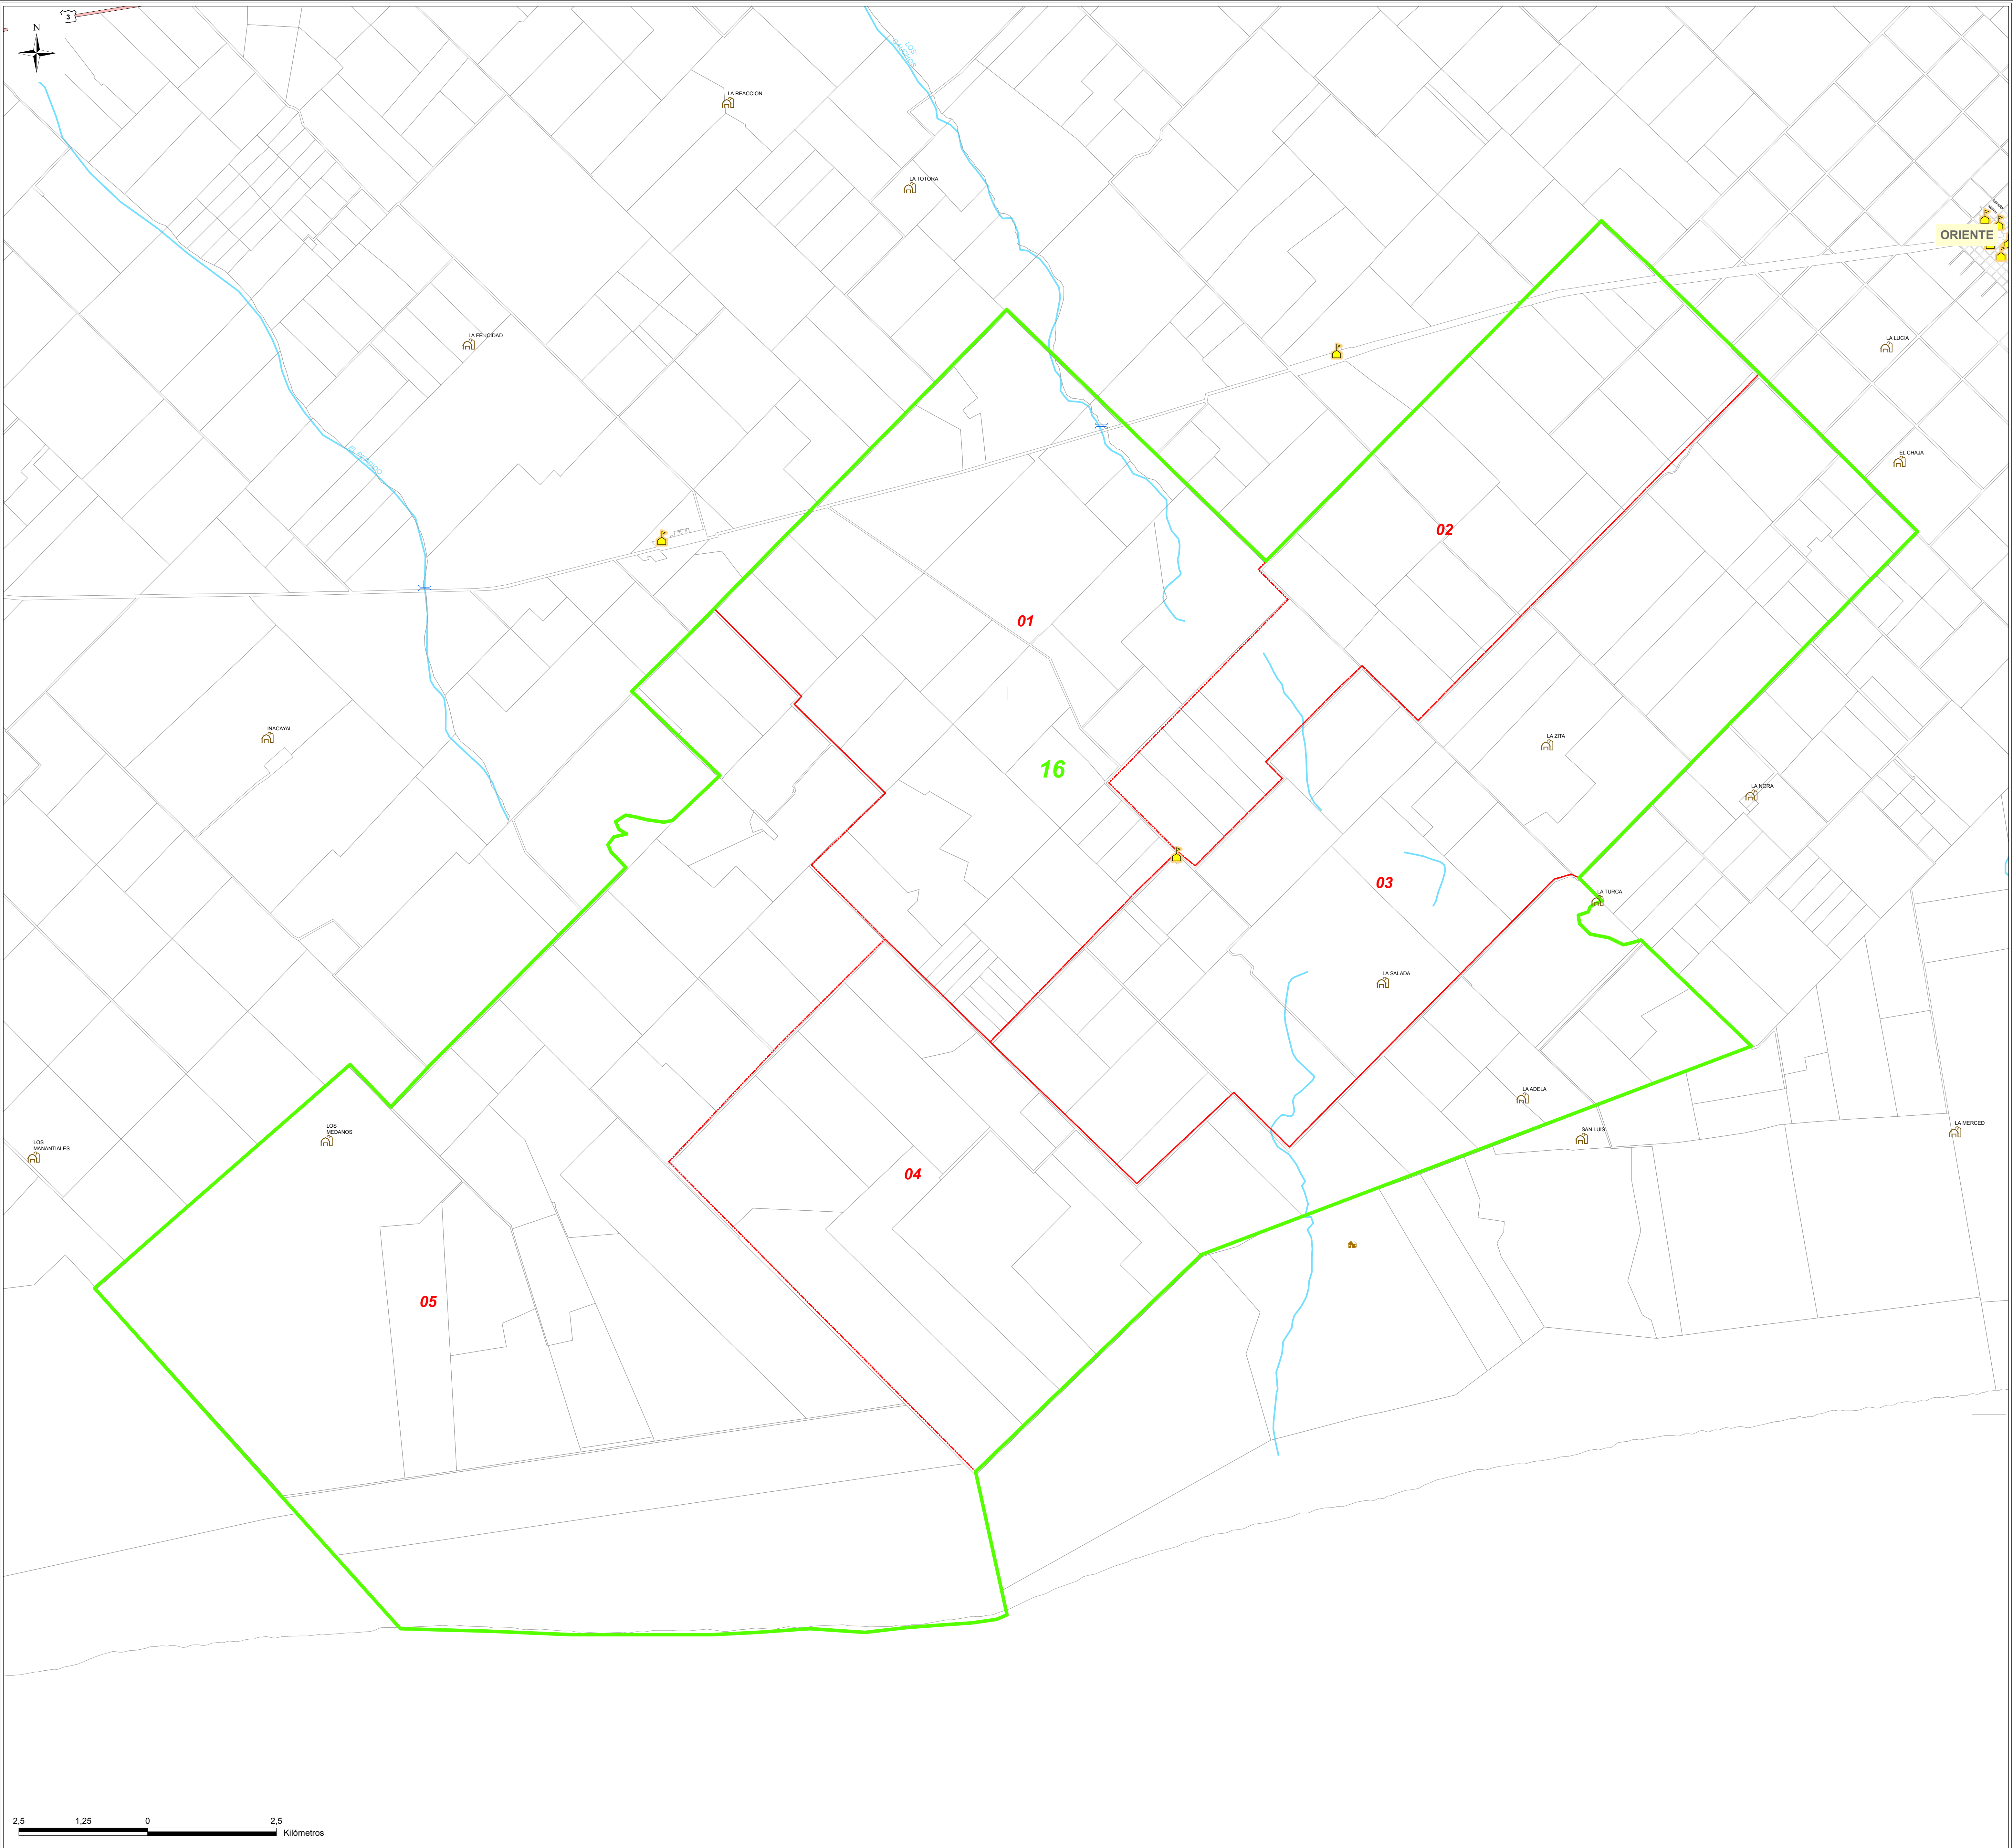 3
N
LOS
GAUCHOS
LA REACCION
LA TOTORA
ORIENTE
LA FELICIDAD
LA LUCIA
EL CHAJA
02
01
INACAYAL
LA ZITA
16
LA NORA
03
LA TURCA
LA SALADA
LA ADELA
LOS
MEDANOS
SAN LUIS
LA MERCED
LOS
MANANTIALES
04
05
2,5 1,25 0 2,5
Kilómetros